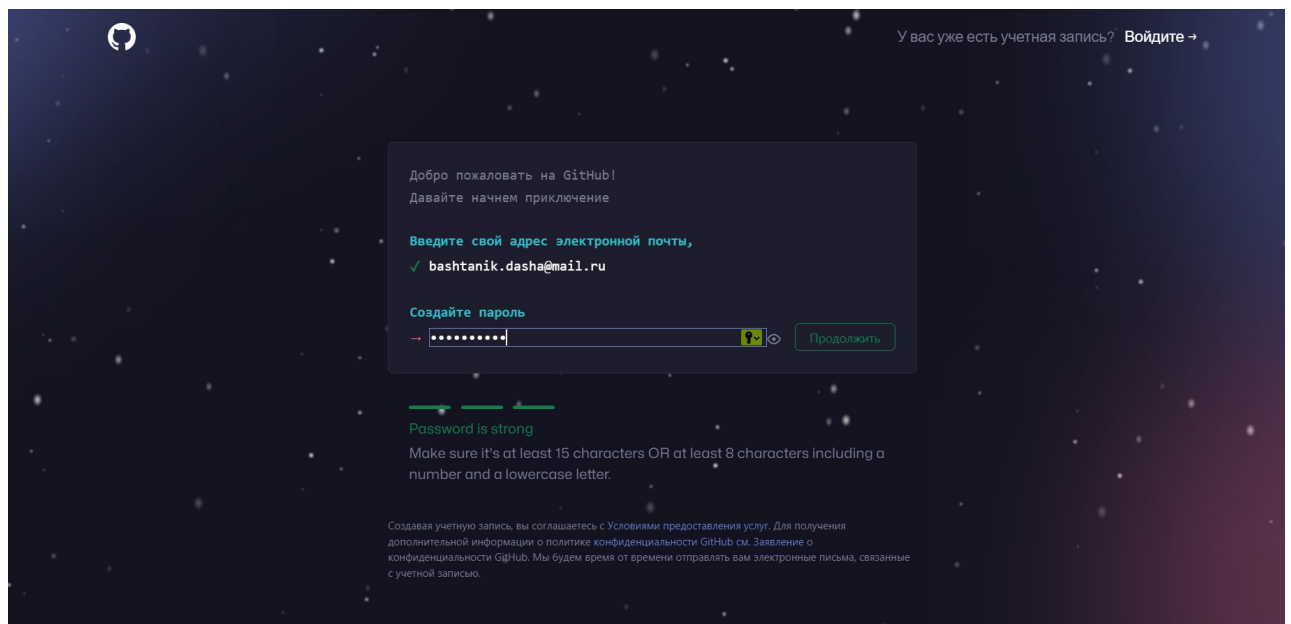 У вас уже есть учетная запись? Войдите →
Добро пожаловать на GitHub!
Давайте начнем приключение
Введите свой адрес электронной почты,
✓ bashtanik.dasha@mail.ru
Создайте пароль
→ ●●●●●●●●●●
Продолжить
Password is strong
Make sure it's at least 15 characters OR at least 8 characters including a
number and a lowercase letter.
Создавая учетную запись, вы соглашаетесь с Условиями предоставления услуг. Для получения
дополнительной информации о политике конфиденциальности GitHub см. Заявление о
конфиденциальности GitHub. Мы будем время от времени отправлять вам электронные письма, связанные
с учетной записью.